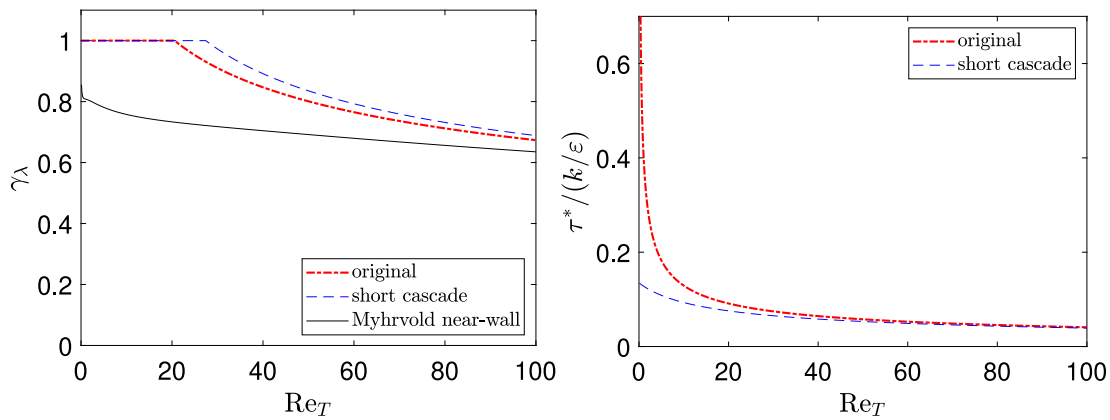 1
0.8
0.6
0.4
0.2
0
γλ
0 20 40 60 80 100
Re_T
original
short cascade
Myhrvold near-wall
0.6
0.4
0.2
0
τ*/(k/ε)
0 20 40 60 80 100
Re_T
original
short cascade